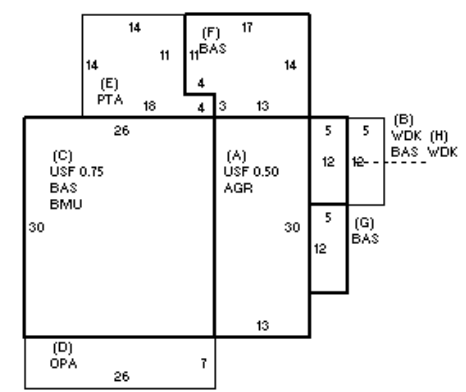 14 17
(F)
BAS
14 11 11 14
(E)
PTA
4
18 4 3 13
26 5 5 (B)
WDK (H)
BAS WDK
(C) (A)
USF 0.75 USF 0.50
BAS AGR
BMU
12 12
5 (G)
BAS
30 30 12
13
(D)
OPA
7
26